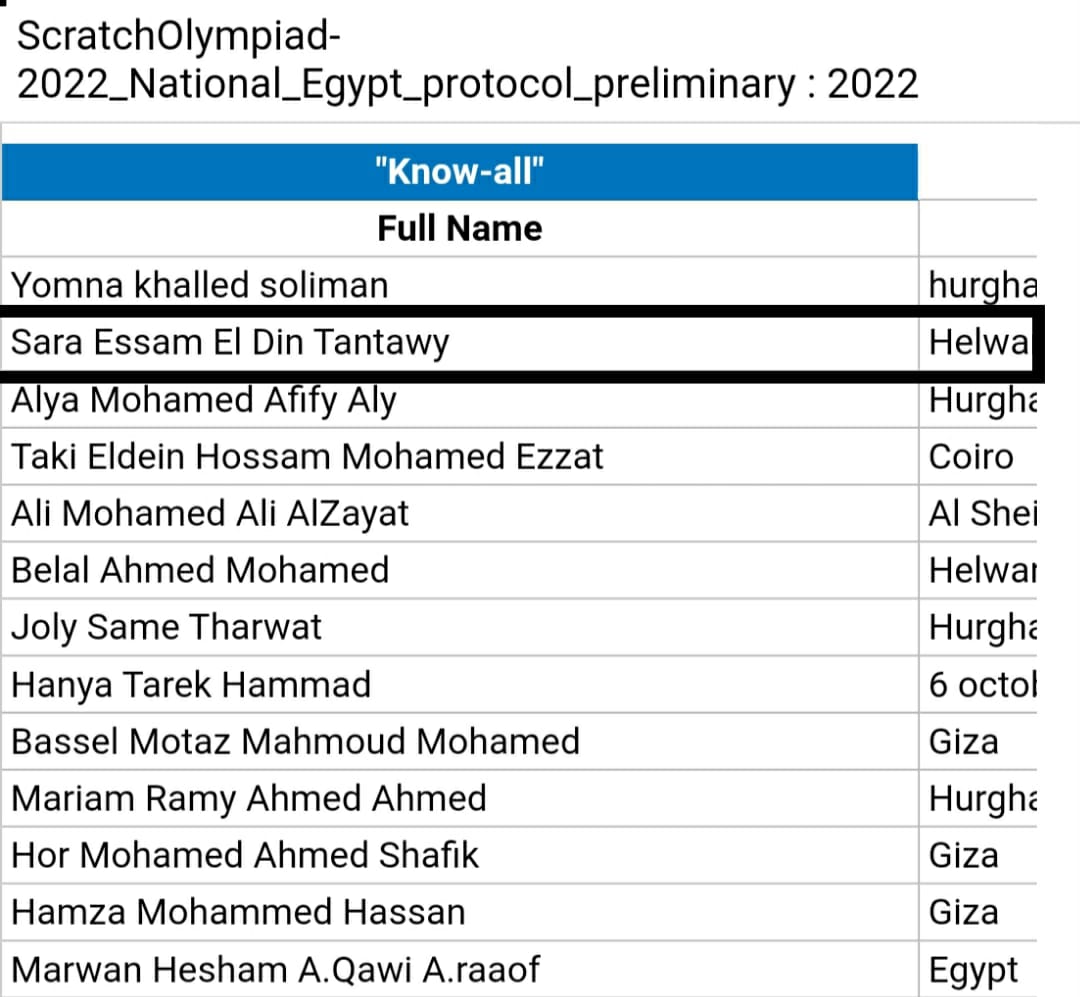 ScratchOlympiad-
2022_National_Egypt_protocol_preliminary : 2022
"Know-all"
Full Name
Yomna khalled soliman hurgha
Sara Essam El Din Tantawy Helwa
Alya Mohamed Afify Aly Hurgha
Taki Eldein Hossam Mohamed Ezzat Coiro
Ali Mohamed Ali AlZayat Al Shei
Belal Ahmed Mohamed Helwan
Joly Same Tharwat Hurgha
Hanya Tarek Hammad 6 octob
Bassel Motaz Mahmoud Mohamed Giza
Mariam Ramy Ahmed Ahmed Hurgha
Hor Mohamed Ahmed Shafik Giza
Hamza Mohammed Hassan Giza
Marwan Hesham A.Qawi A.raaof Egypt